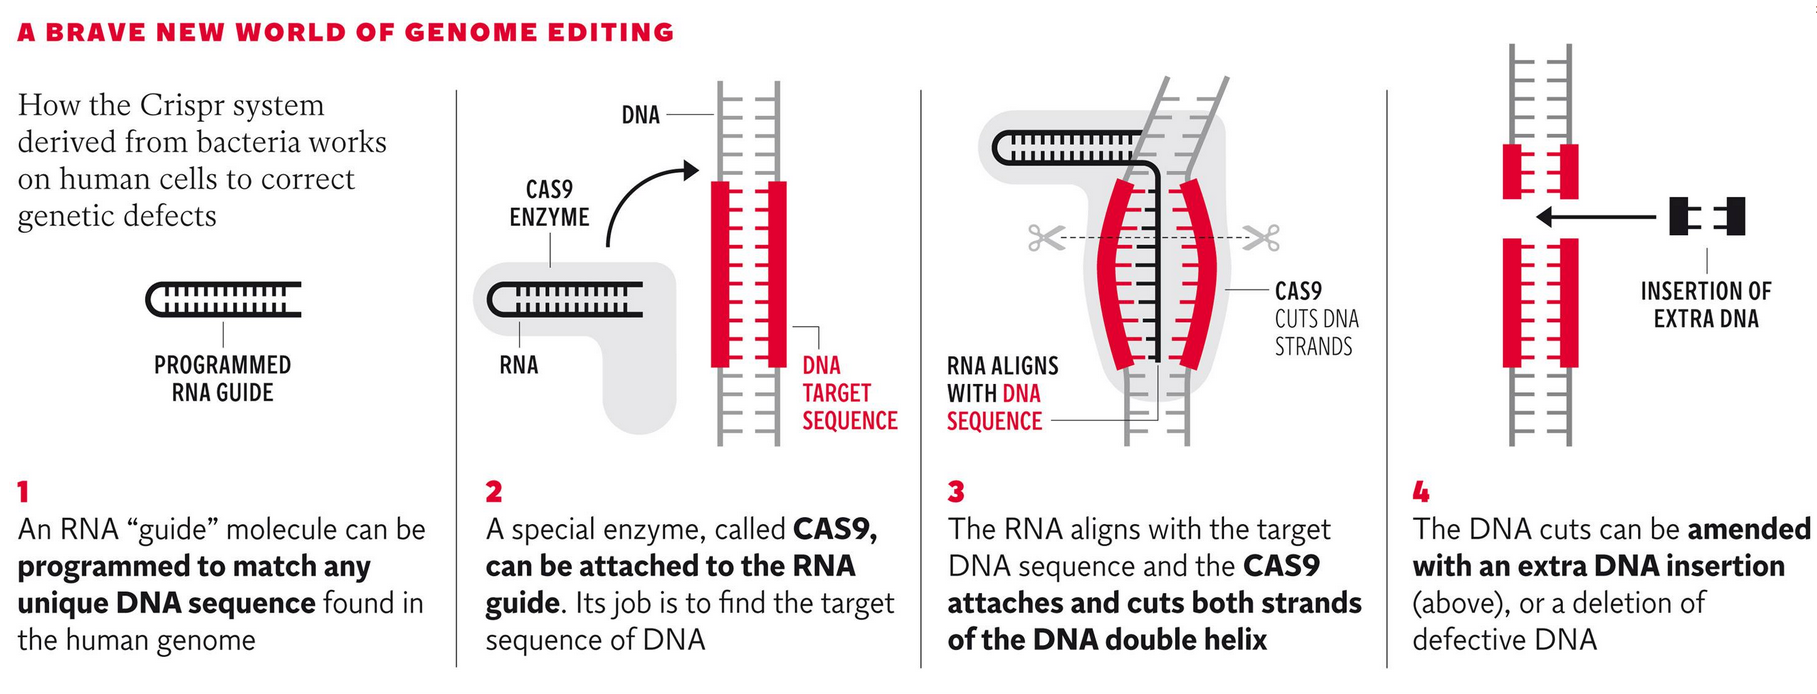 A BRAVE NEW WORLD OF GENOME EDITING
How the Crispr system
derived from bacteria works
on human cells to correct
genetic defects
PROGRAMMED
RNA GUIDE
1
An RNA “guide” molecule can be
programmed to match any
unique DNA sequence found in
the human genome
DNA
CAS9
ENZYME
RNA
DNA
TARGET
SEQUENCE
2
A special enzyme, called CAS9,
can be attached to the RNA
guide. Its job is to find the target
sequence of DNA
CAS9
CUTS DNA
STRANDS
RNA ALIGNS
WITH DNA
SEQUENCE
3
The RNA aligns with the target
DNA sequence and the CAS9
attaches and cuts both strands
of the DNA double helix
INSERTION OF
EXTRA DNA
4
The DNA cuts can be amended
with an extra DNA insertion
(above), or a deletion of
defective DNA